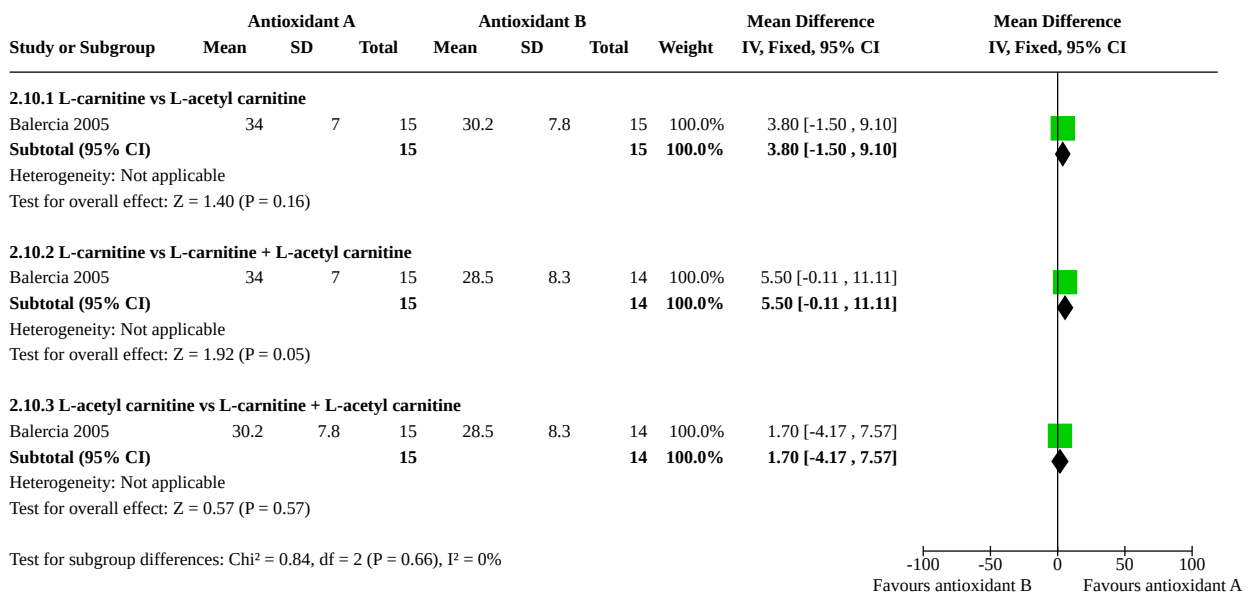 Antioxidant A Antioxidant B Mean Difference Mean Difference
Study or Subgroup Mean SD Total Mean SD Total Weight IV, Fixed, 95% CI IV, Fixed, 95% CI
2.10.1 L-carnitine vs L-acetyl carnitine
Balercia 2005 34 7 15 30.2 7.8 15 100.0% 3.80 [-1.50 , 9.10]
Subtotal (95% CI) 15 15 100.0% 3.80 [-1.50 , 9.10]
Heterogeneity: Not applicable
Test for overall effect: Z = 1.40 (P = 0.16)
2.10.2 L-carnitine vs L-carnitine + L-acetyl carnitine
Balercia 2005 34 7 15 28.5 8.3 14 100.0% 5.50 [-0.11 , 11.11]
Subtotal (95% CI) 15 14 100.0% 5.50 [-0.11 , 11.11]
Heterogeneity: Not applicable
Test for overall effect: Z = 1.92 (P = 0.05)
2.10.3 L-acetyl carnitine vs L-carnitine + L-acetyl carnitine
Balercia 2005 30.2 7.8 15 28.5 8.3 14 100.0% 1.70 [-4.17 , 7.57]
Subtotal (95% CI) 15 14 100.0% 1.70 [-4.17 , 7.57]
Heterogeneity: Not applicable
Test for overall effect: Z = 0.57 (P = 0.57)
Test for subgroup differences: Chi² = 0.84, df = 2 (P = 0.66), I² = 0%
-100 -50 0 50 100
Favours antioxidant B Favours antioxidant A